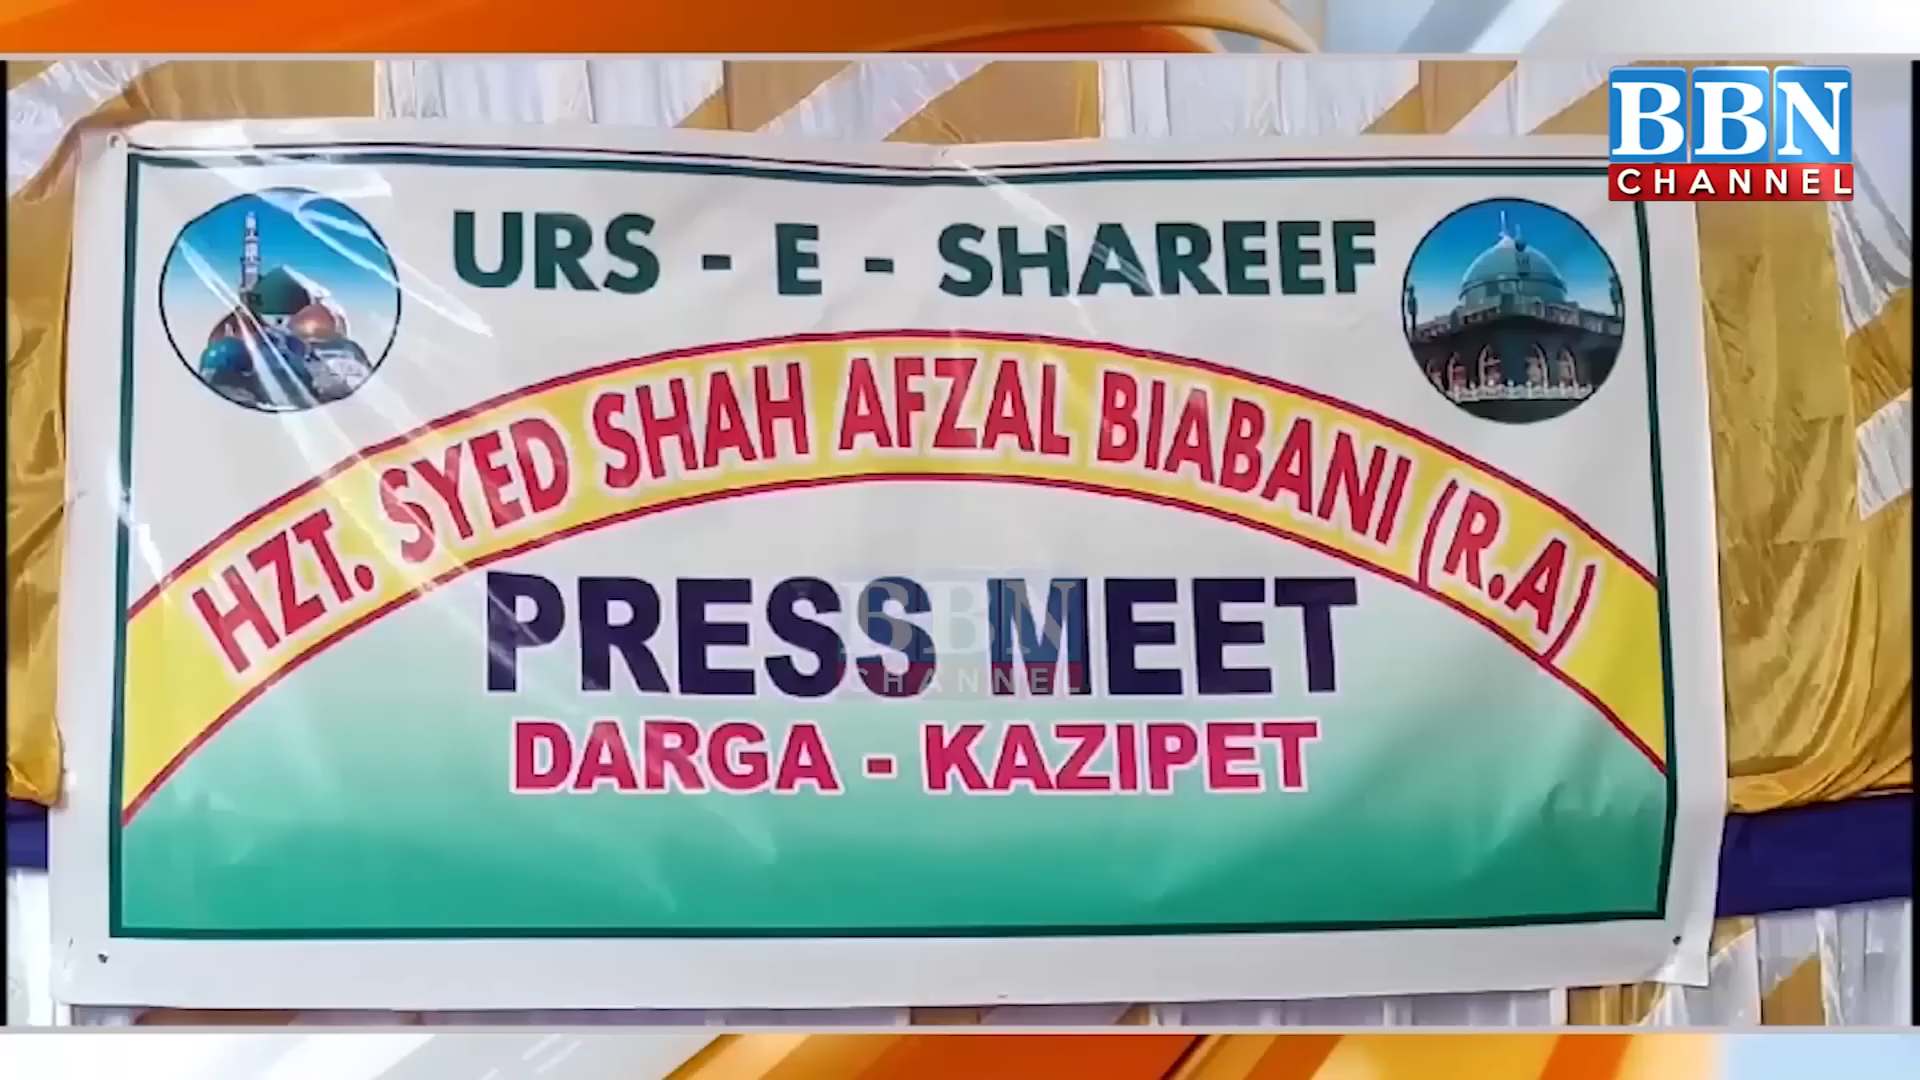 BBN
CHANNEL
URS - E - SHAREEF
HZT. SYED SHAH AFZAL BIABANI (R.A)
PRESS MEET
BBN
CHANNEL
DARGA - KAZIPET